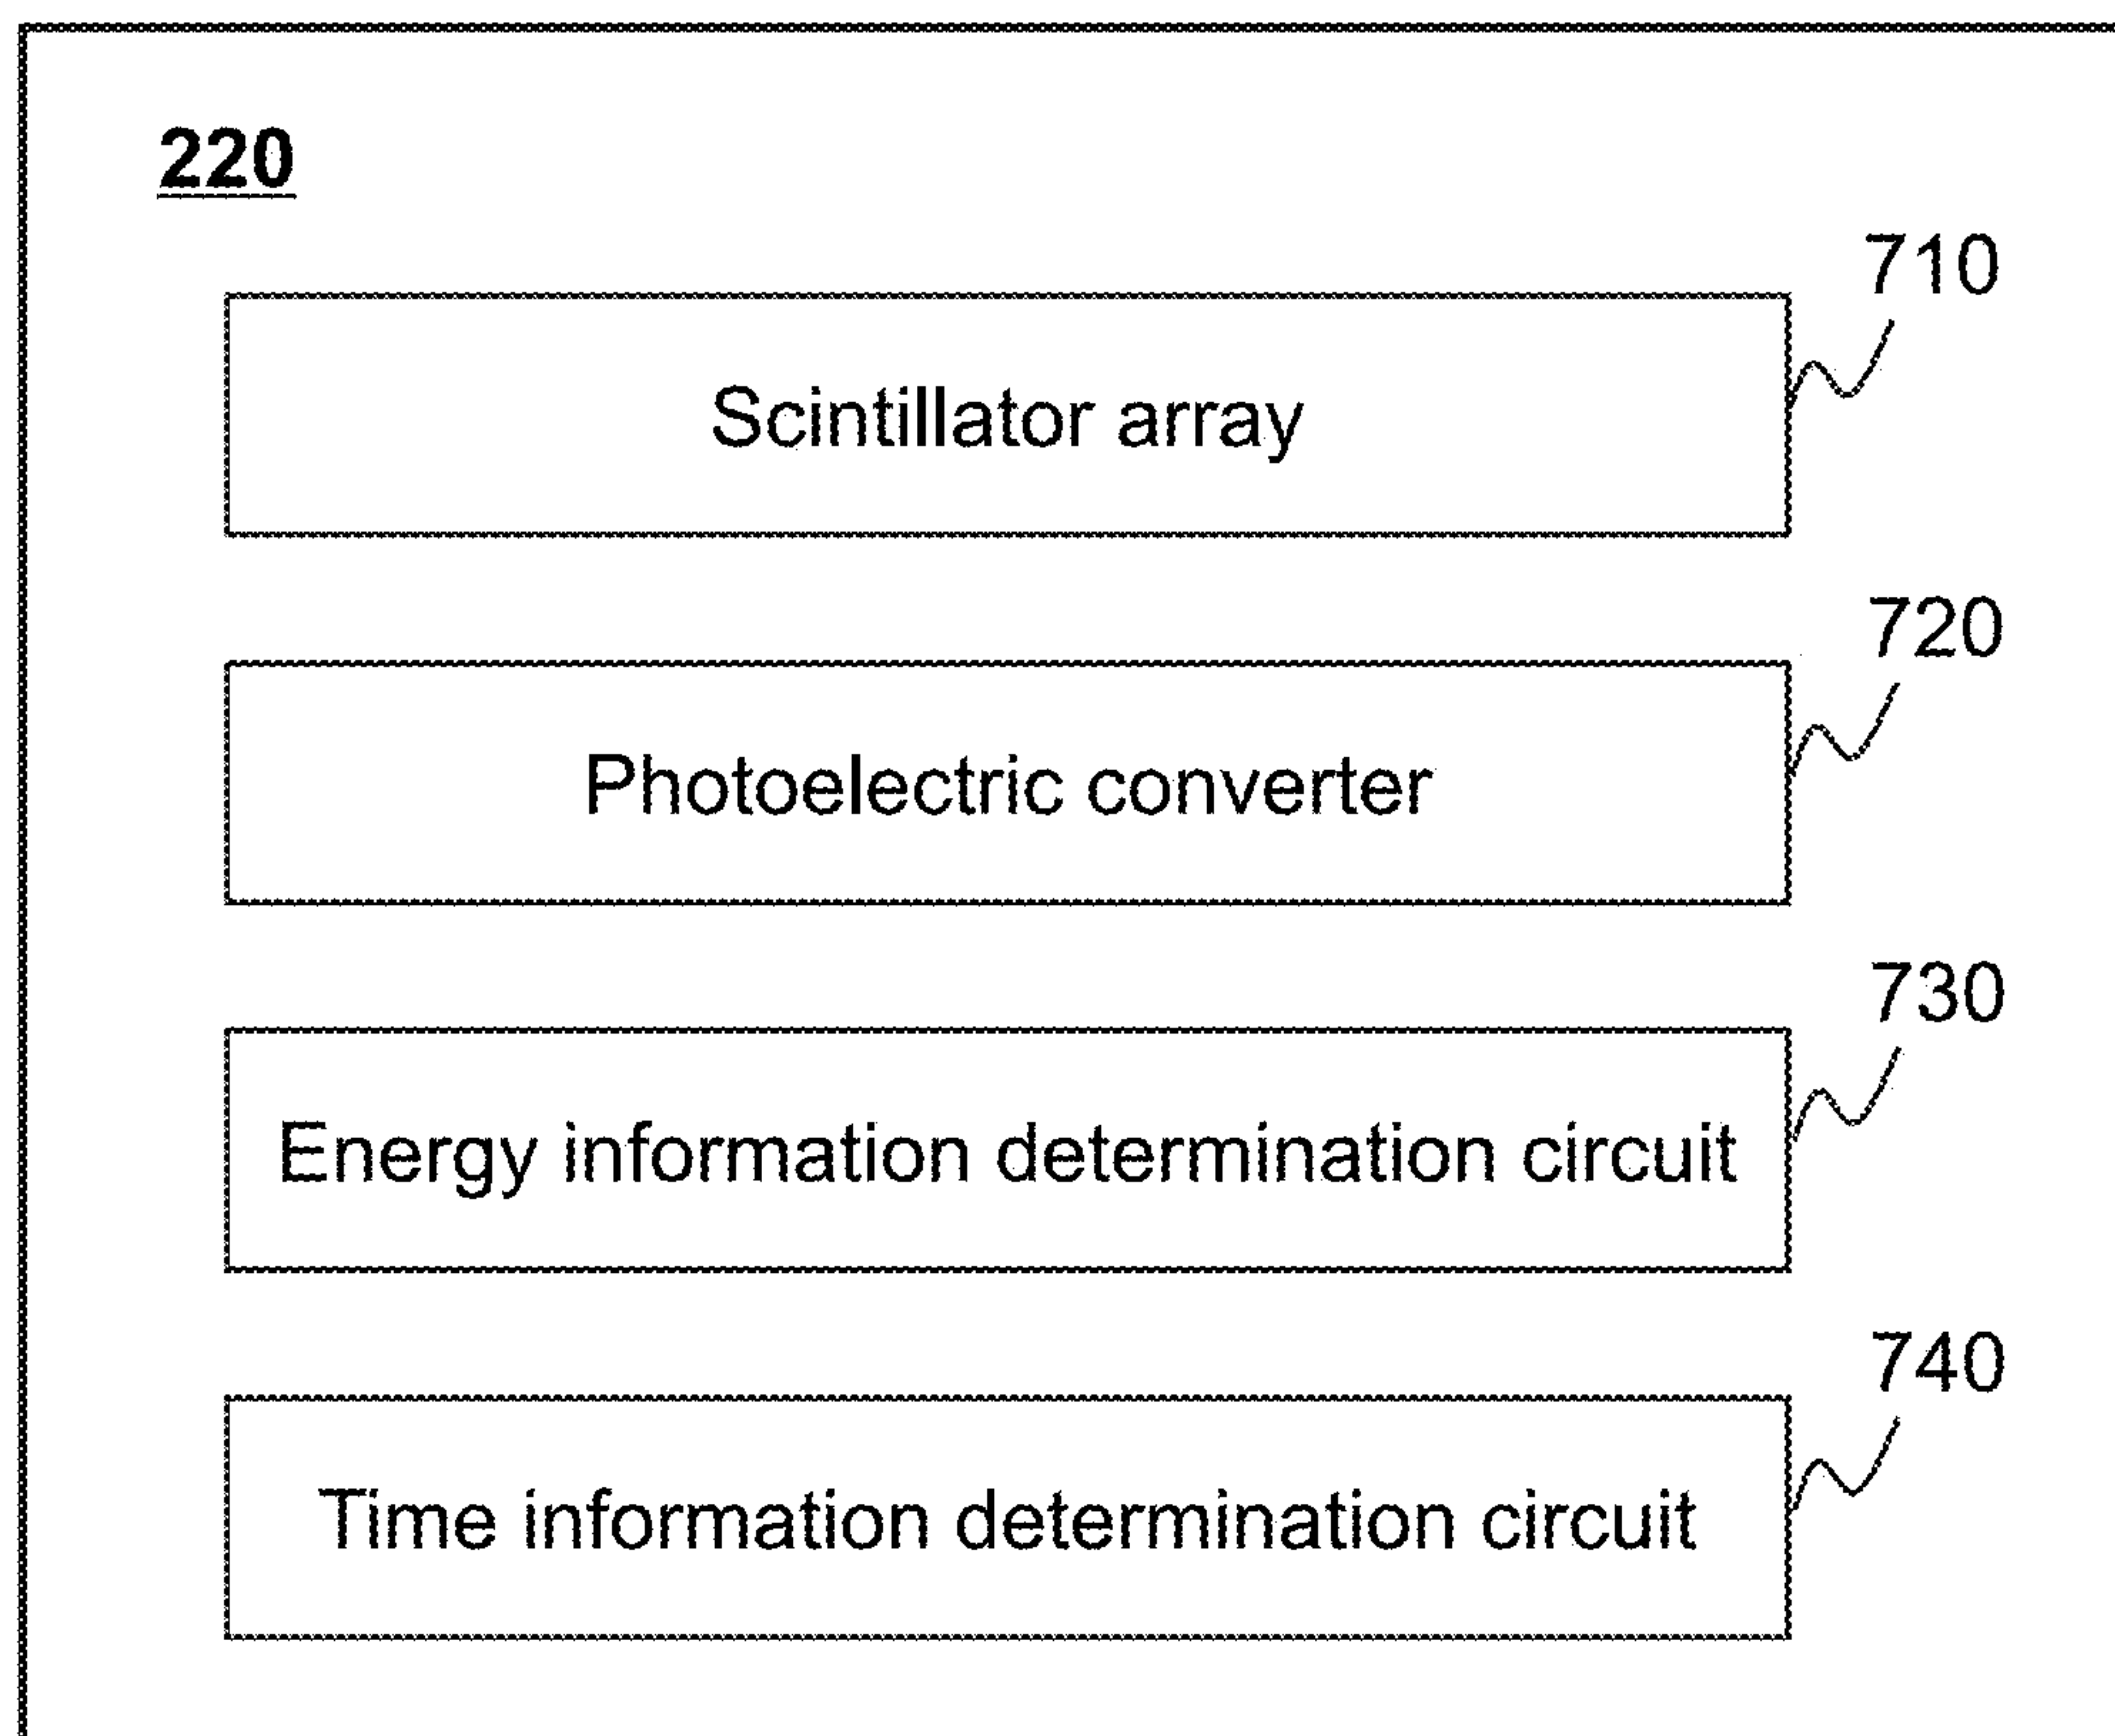 220
710
Scintillator array
720
Photoelectric converter
730
Energy information determination circuit
740
Time information determination circuit